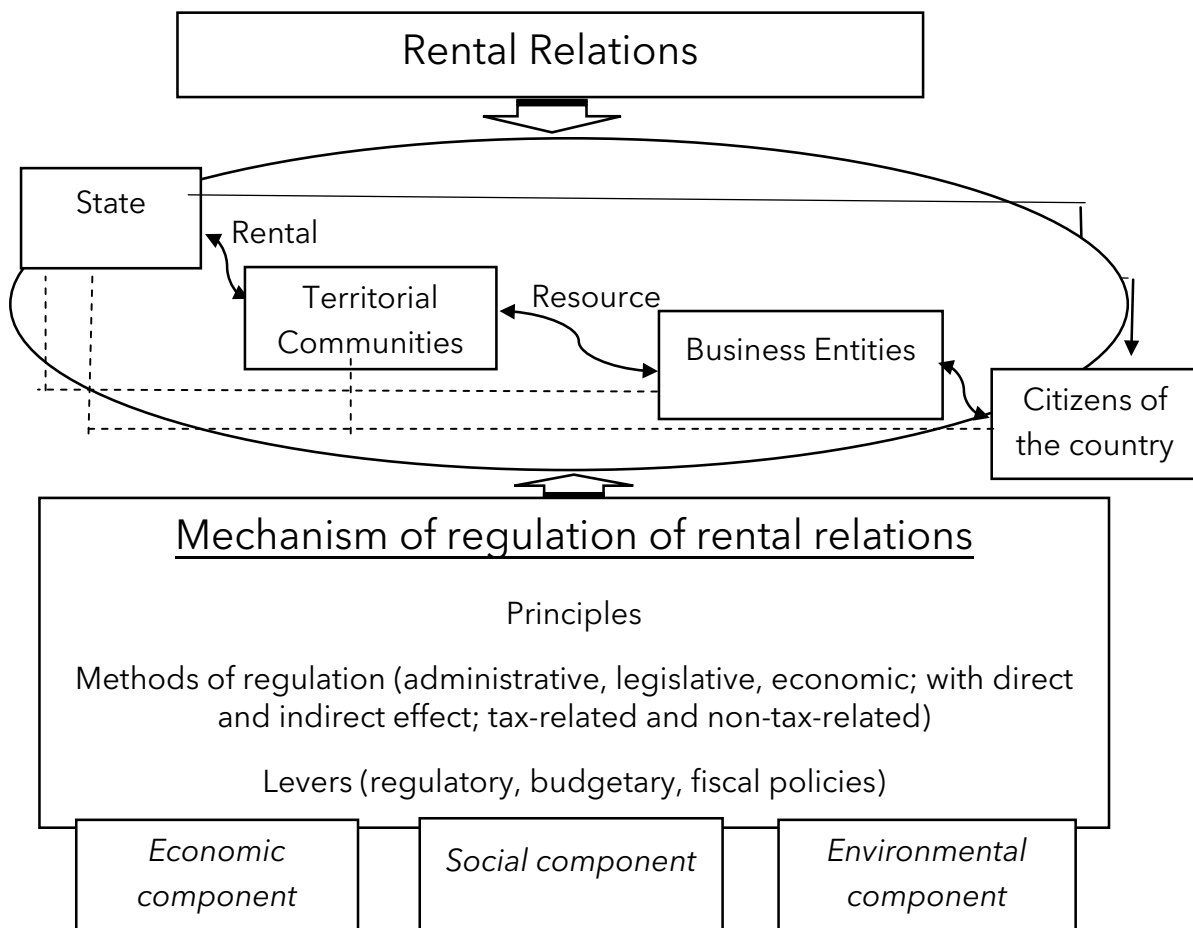 Rental Relations
State
Rental
Territorial
Communities
Resource
Business Entities
Citizens of
the country
Mechanism of regulation of rental relations
Principles
Methods of regulation (administrative, legislative, economic; with direct
and indirect effect; tax-related and non-tax-related)
Levers (regulatory, budgetary, fiscal policies)
Economic
component
Social component
Environmental
component